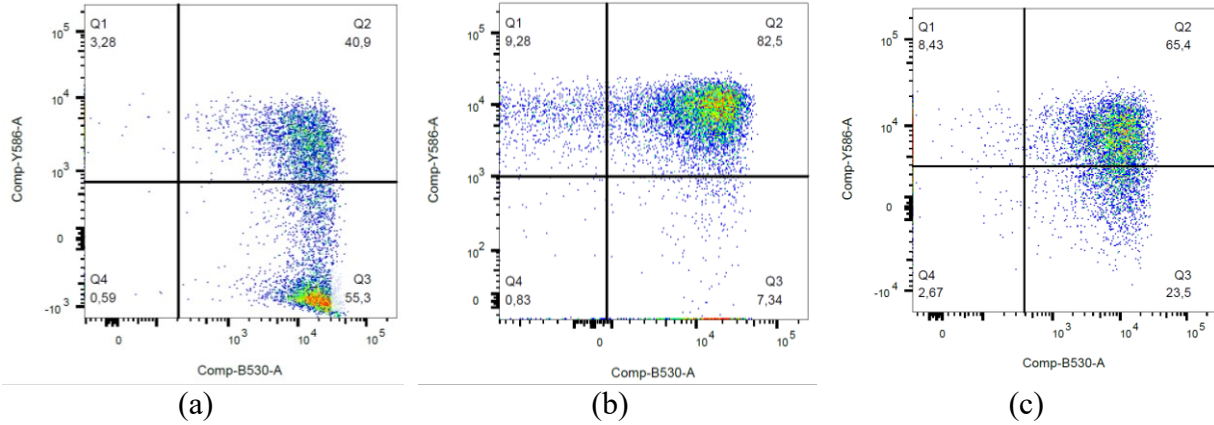 Q1
3,28
Q2
40,9
Q4
0,59
Q3
55,3
10^5
10^4
10^3
0
-10^3
0
10^3
10^4
10^5
Comp-Y586-A
Comp-B530-A
(a)
Q1
9,28
Q2
82,5
Q4
0,83
Q3
7,34
10^5
10^4
10^3
10^2
0
0
10^4
10^5
Comp-Y586-A
Comp-B530-A
(b)
Q1
8,43
Q2
65,4
Q4
2,67
Q3
23,5
10^5
10^4
0
-10^4
0
10^3
10^4
10^5
Comp-Y586-A
Comp-B530-A
(c)